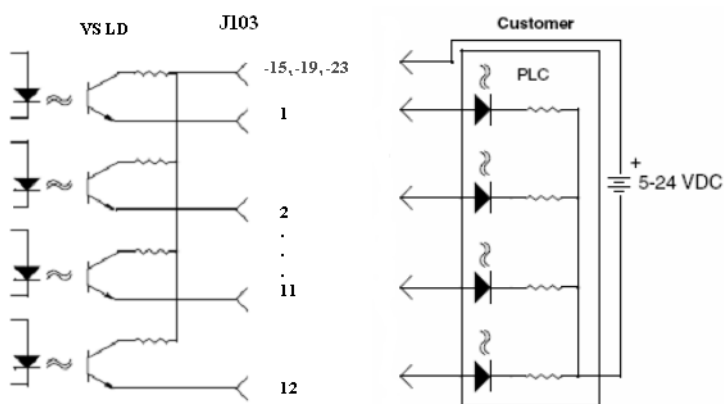 VS LD
J103
Customer
-15, -19, -23
PLC
1
+
5-24 VDC
2
.
.
.
11
12